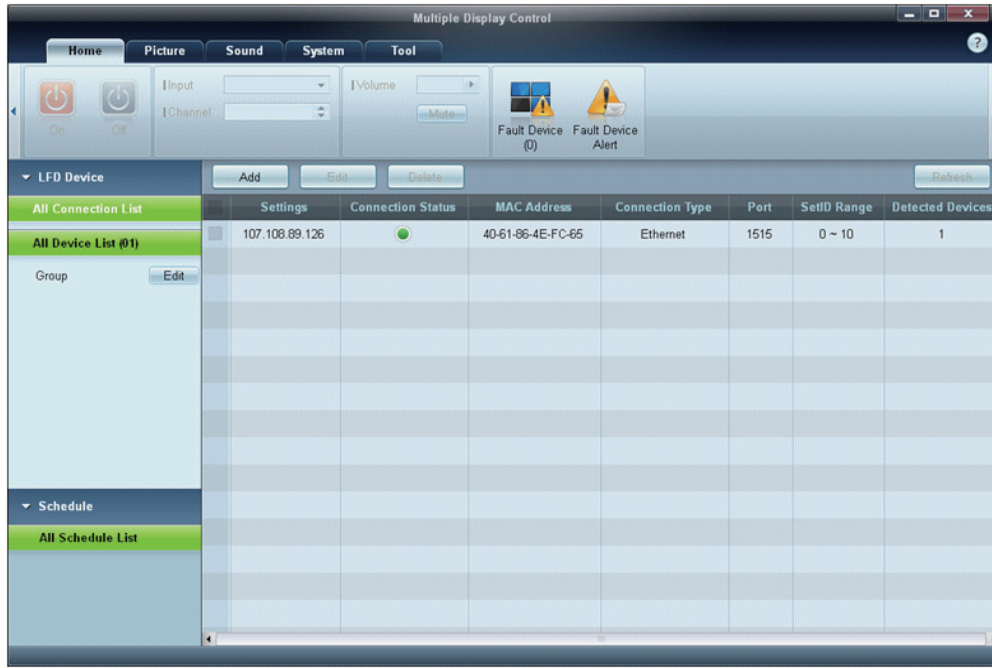 Multiple Display Control
Home Picture Sound System Tool
?
On Off
Input
Channel
Volume
Mute
Fault Device (0)
Fault Device Alert
LFD Device
Add Edit Delete Refresh
All Connection List
Settings Connection Status MAC Address Connection Type Port SetID Range Detected Devices
107.108.89.126 40-61-86-4E-FC-65 Ethernet 1515 0 ~ 10 1
All Device List (01)
Group Edit
Schedule
All Schedule List